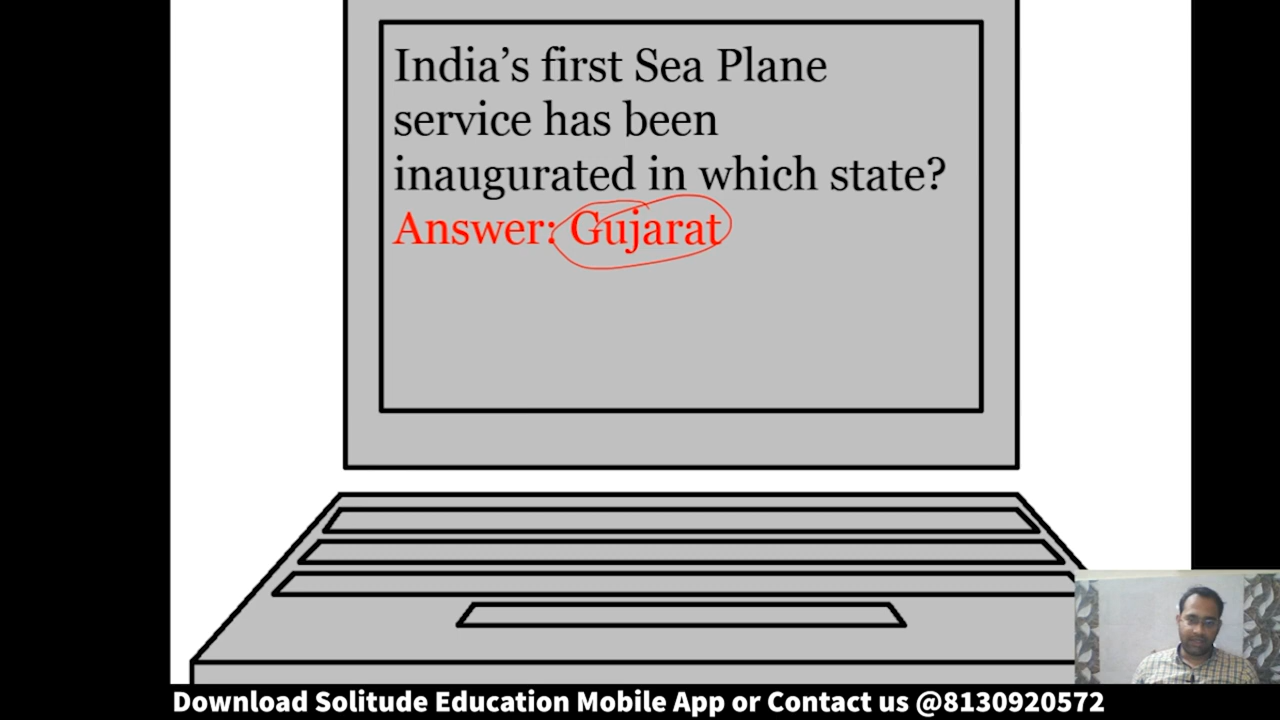 India’s first Sea Plane
service has been
inaugurated in which state?
Answer: Gujarat
Download Solitude Education Mobile App or Contact us @8130920572